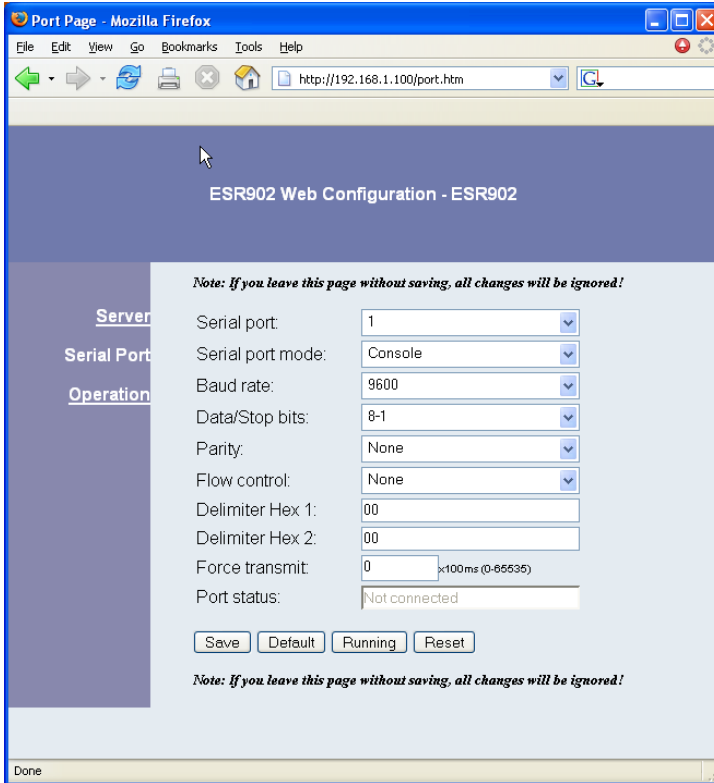 Port Page - Mozilla Firefox
File Edit View Go Bookmarks Tools Help
http://192.168.1.100/port.htm G
ESR902 Web Configuration - ESR902
Note: If you leave this page without saving, all changes will be ignored!
Server
Serial Port
Operation
Serial port: 1
Serial port mode: Console
Baud rate: 9600
Data/Stop bits: 8-1
Parity: None
Flow control: None
Delimiter Hex 1: 00
Delimiter Hex 2: 00
Force transmit: 0 x100ms (0-65535)
Port status: Not connected
Save Default Running Reset
Note: If you leave this page without saving, all changes will be ignored!
Done